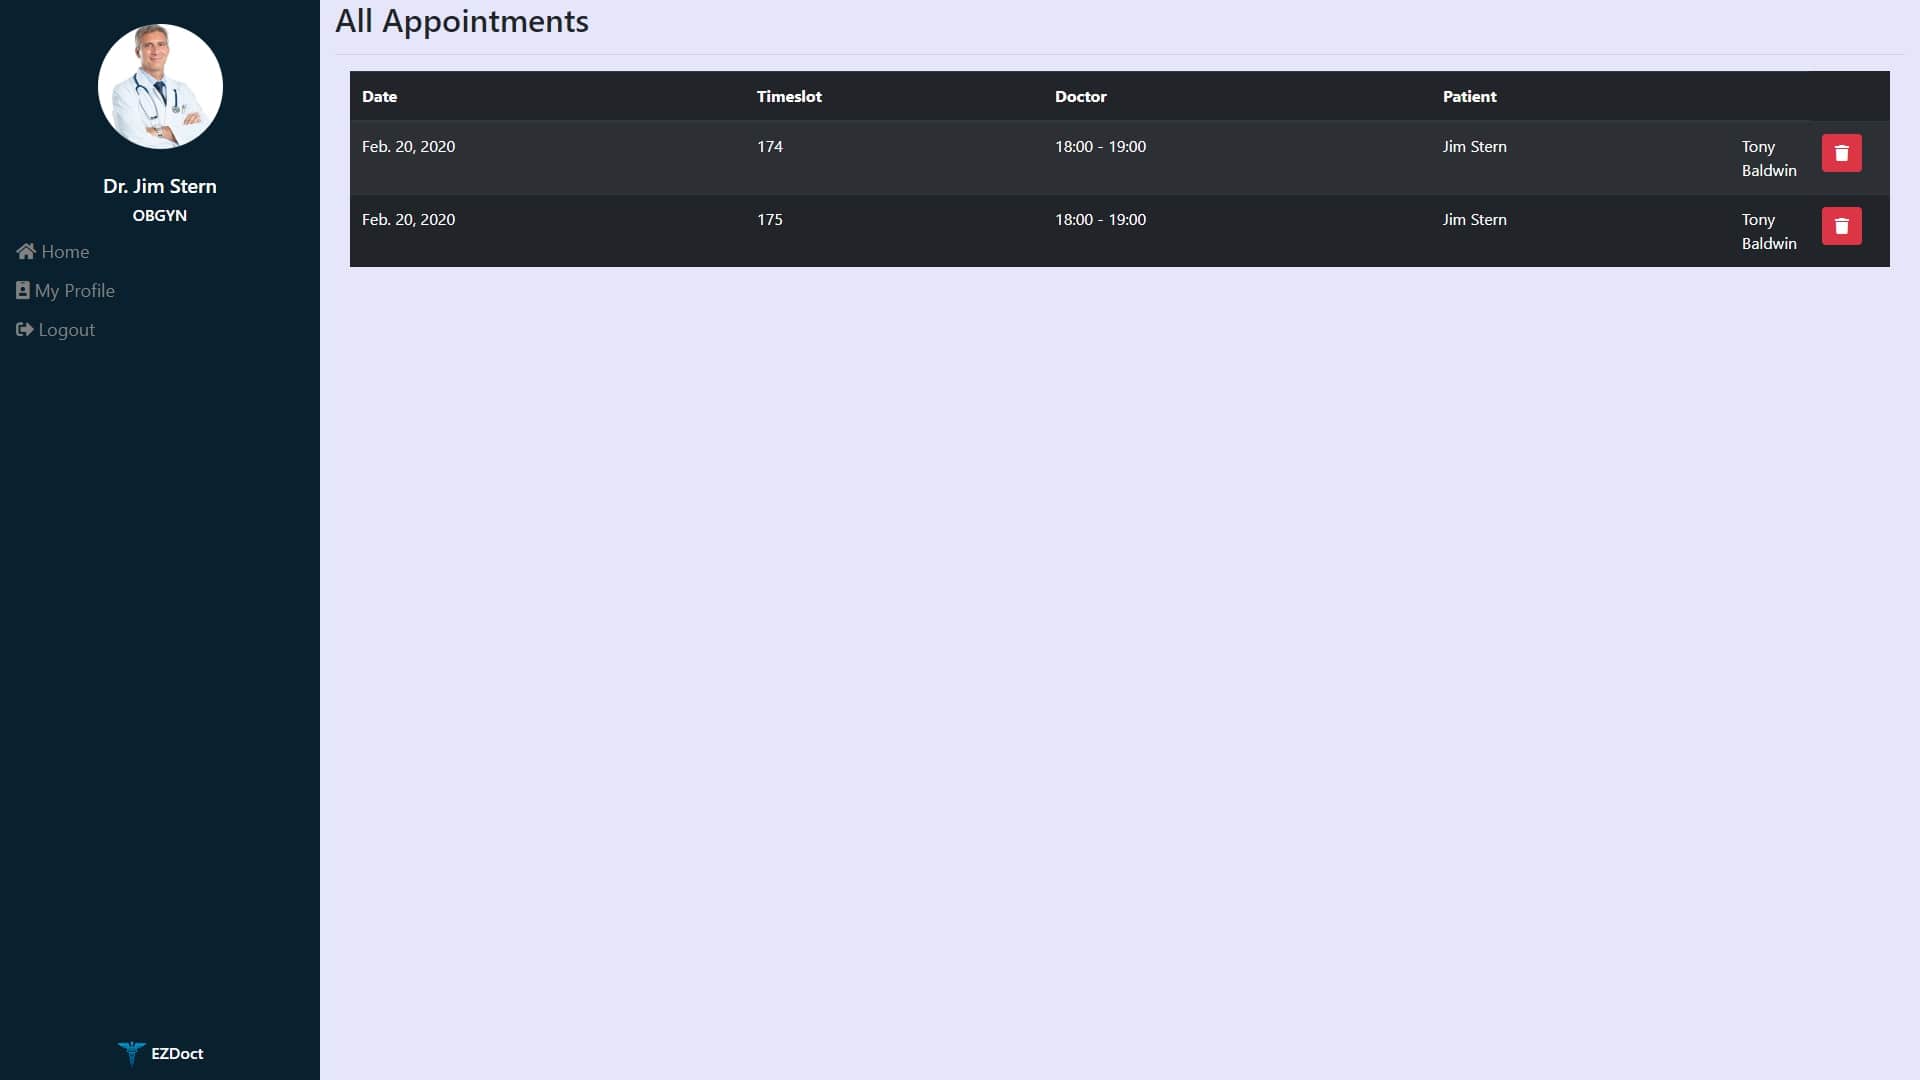 All Appointments
Dr. Jim Stern
OBGYN
Home
My Profile
Logout
EZDoct
Date Timeslot Doctor Patient
Feb. 20, 2020 174 18:00 - 19:00 Jim Stern Tony
Baldwin
Feb. 20, 2020 175 18:00 - 19:00 Jim Stern Tony
Baldwin